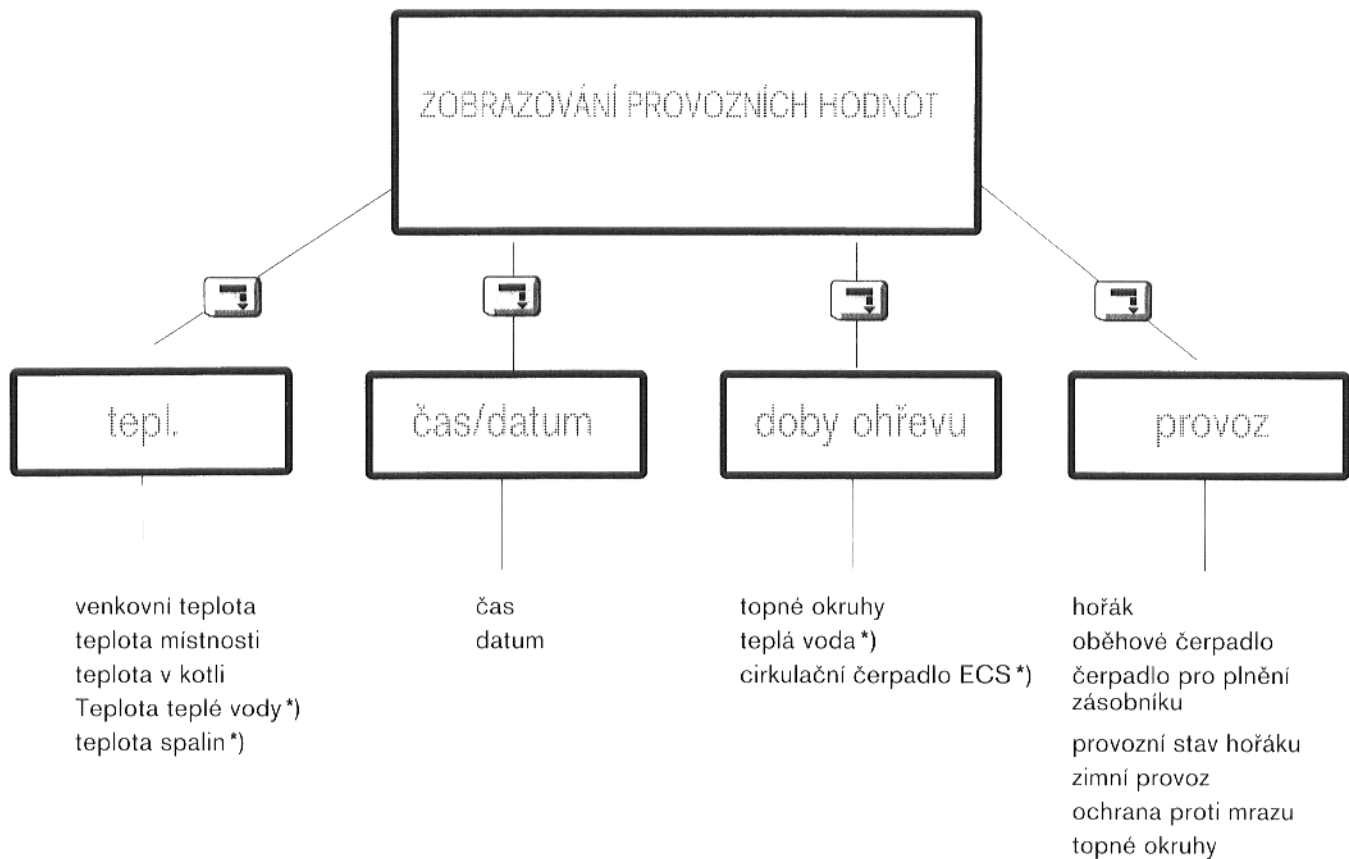 ZOBRAZOVÁNÍ PROVOZNÍCH HODNOT
tepl.
čas/datum
doby ohřevu
provoz
venkovní teplota
teplota místnosti
teplota v kotli
Teplota teplé vody *)
teplota spalin *)
čas
datum
topné okruhy
teplá voda *)
cirkulační čerpadlo ECS *)
hořák
oběhové čerpadlo
čerpadlo pro plnění
zásobníku
provozní stav hořáku
zimní provoz
ochrana proti mrazu
topné okruhy